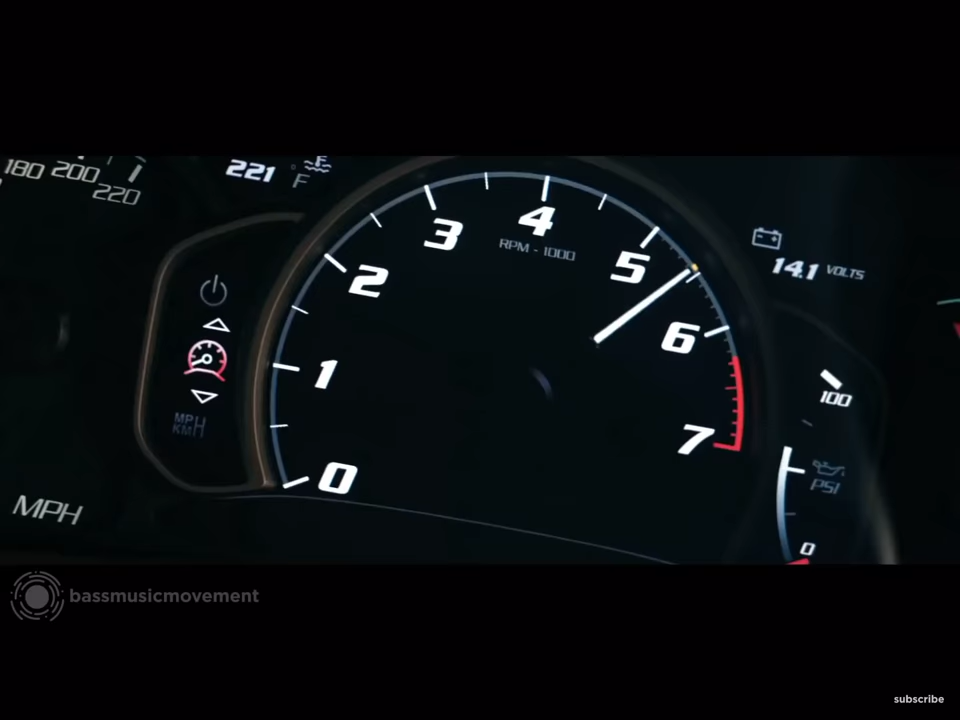 180 200 220
221 °F
0 1 2 3 4 5 6 7
RPM - 1000
14.1 VOLTS
MPH
KM/H
100
PSI
0
MPH
bassmusicmovement
subscribe